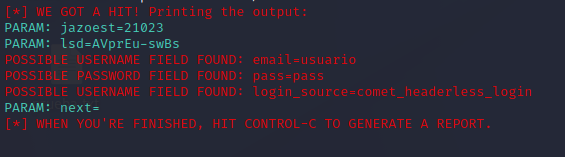 [*] WE GOT A HIT! Printing the output:
PARAM: jazoest=21023
PARAM: lsd=AVprEu-swBs
POSSIBLE USERNAME FIELD FOUND: email=usuario
POSSIBLE PASSWORD FIELD FOUND: pass=pass
POSSIBLE USERNAME FIELD FOUND: login_source=comet_headerless_login
PARAM: next=
[*] WHEN YOU'RE FINISHED, HIT CONTROL-C TO GENERATE A REPORT.